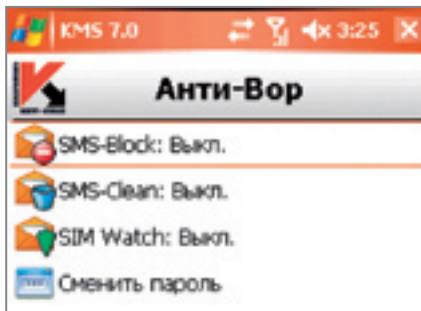 KMS 7.0 3:25
Анти-Вор
SMS-Block: Выкл.
SMS-Clean: Выкл.
SIM Watch: Выкл.
Сменить пароль